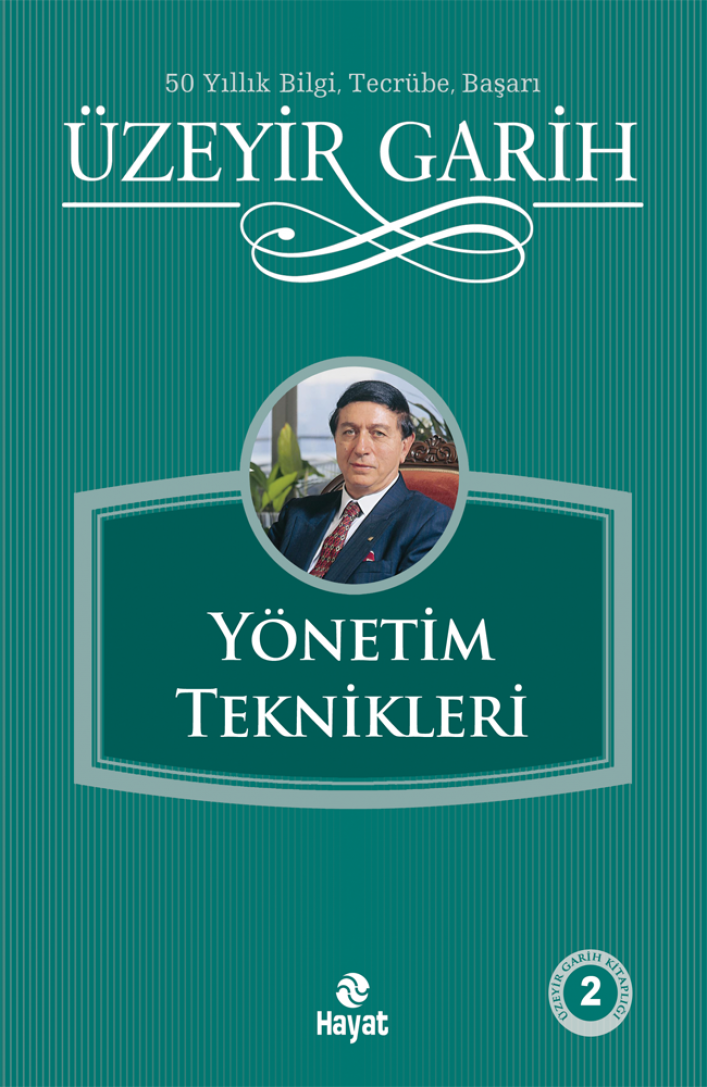 50 Yıllık Bilgi, Tecrübe, Başarı
ÜZEYİR GARİH
YÖNETİM
TEKNİKLERİ
Hayat
ÜZEYİR GARİH KİTAPLIĞI
2